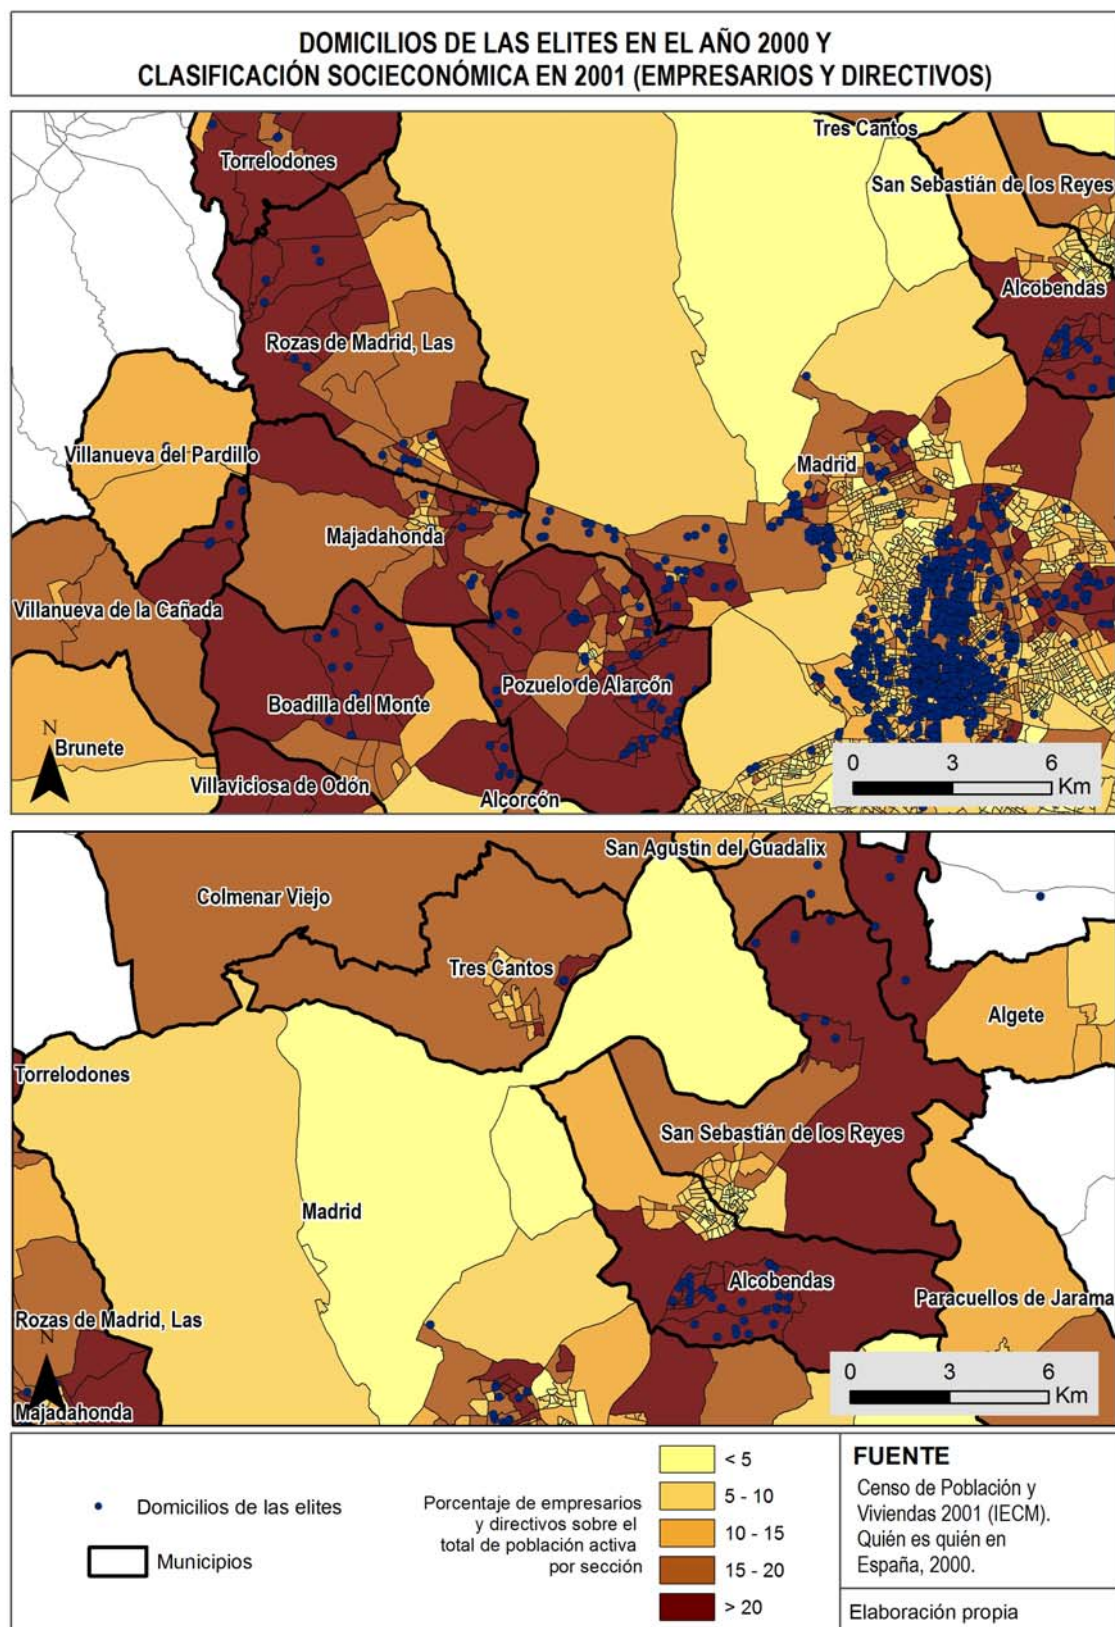 DOMICILIOS DE LAS ELITES EN EL AÑO 2000 Y
CLASIFICACIÓN SOCIECONÓMICA EN 2001 (EMPRESARIOS Y DIRECTIVOS)
Tres Cantos
Torrelodones
San Sebastián de los Reyes
Alcobendas
Rozas de Madrid, Las
Villanueva del Pardillo
Madrid
Majadahonda
Villanueva de la Cañada
Pozuelo de Alarcón
Boadilla del Monte
N
Brunete
Villaviciosa de Odón
Alcorcón
0 3 6
Km
San Agustín del Guadalix
Colmenar Viejo
Tres Cantos
Algete
Torrelodones
San Sebastián de los Reyes
Madrid
Alcobendas
Paracuellos de Jarama
Rozas de Madrid, Las
N
Majadahonda
0 3 6
Km
Domicilios de las elites
Municipios
Porcentaje de empresarios
y directivos sobre el
total de población activa
por sección
< 5
5 - 10
10 - 15
15 - 20
> 20
FUENTE
Censo de Población y
Viviendas 2001 (IECM).
Quién es quién en
España, 2000.
Elaboración propia